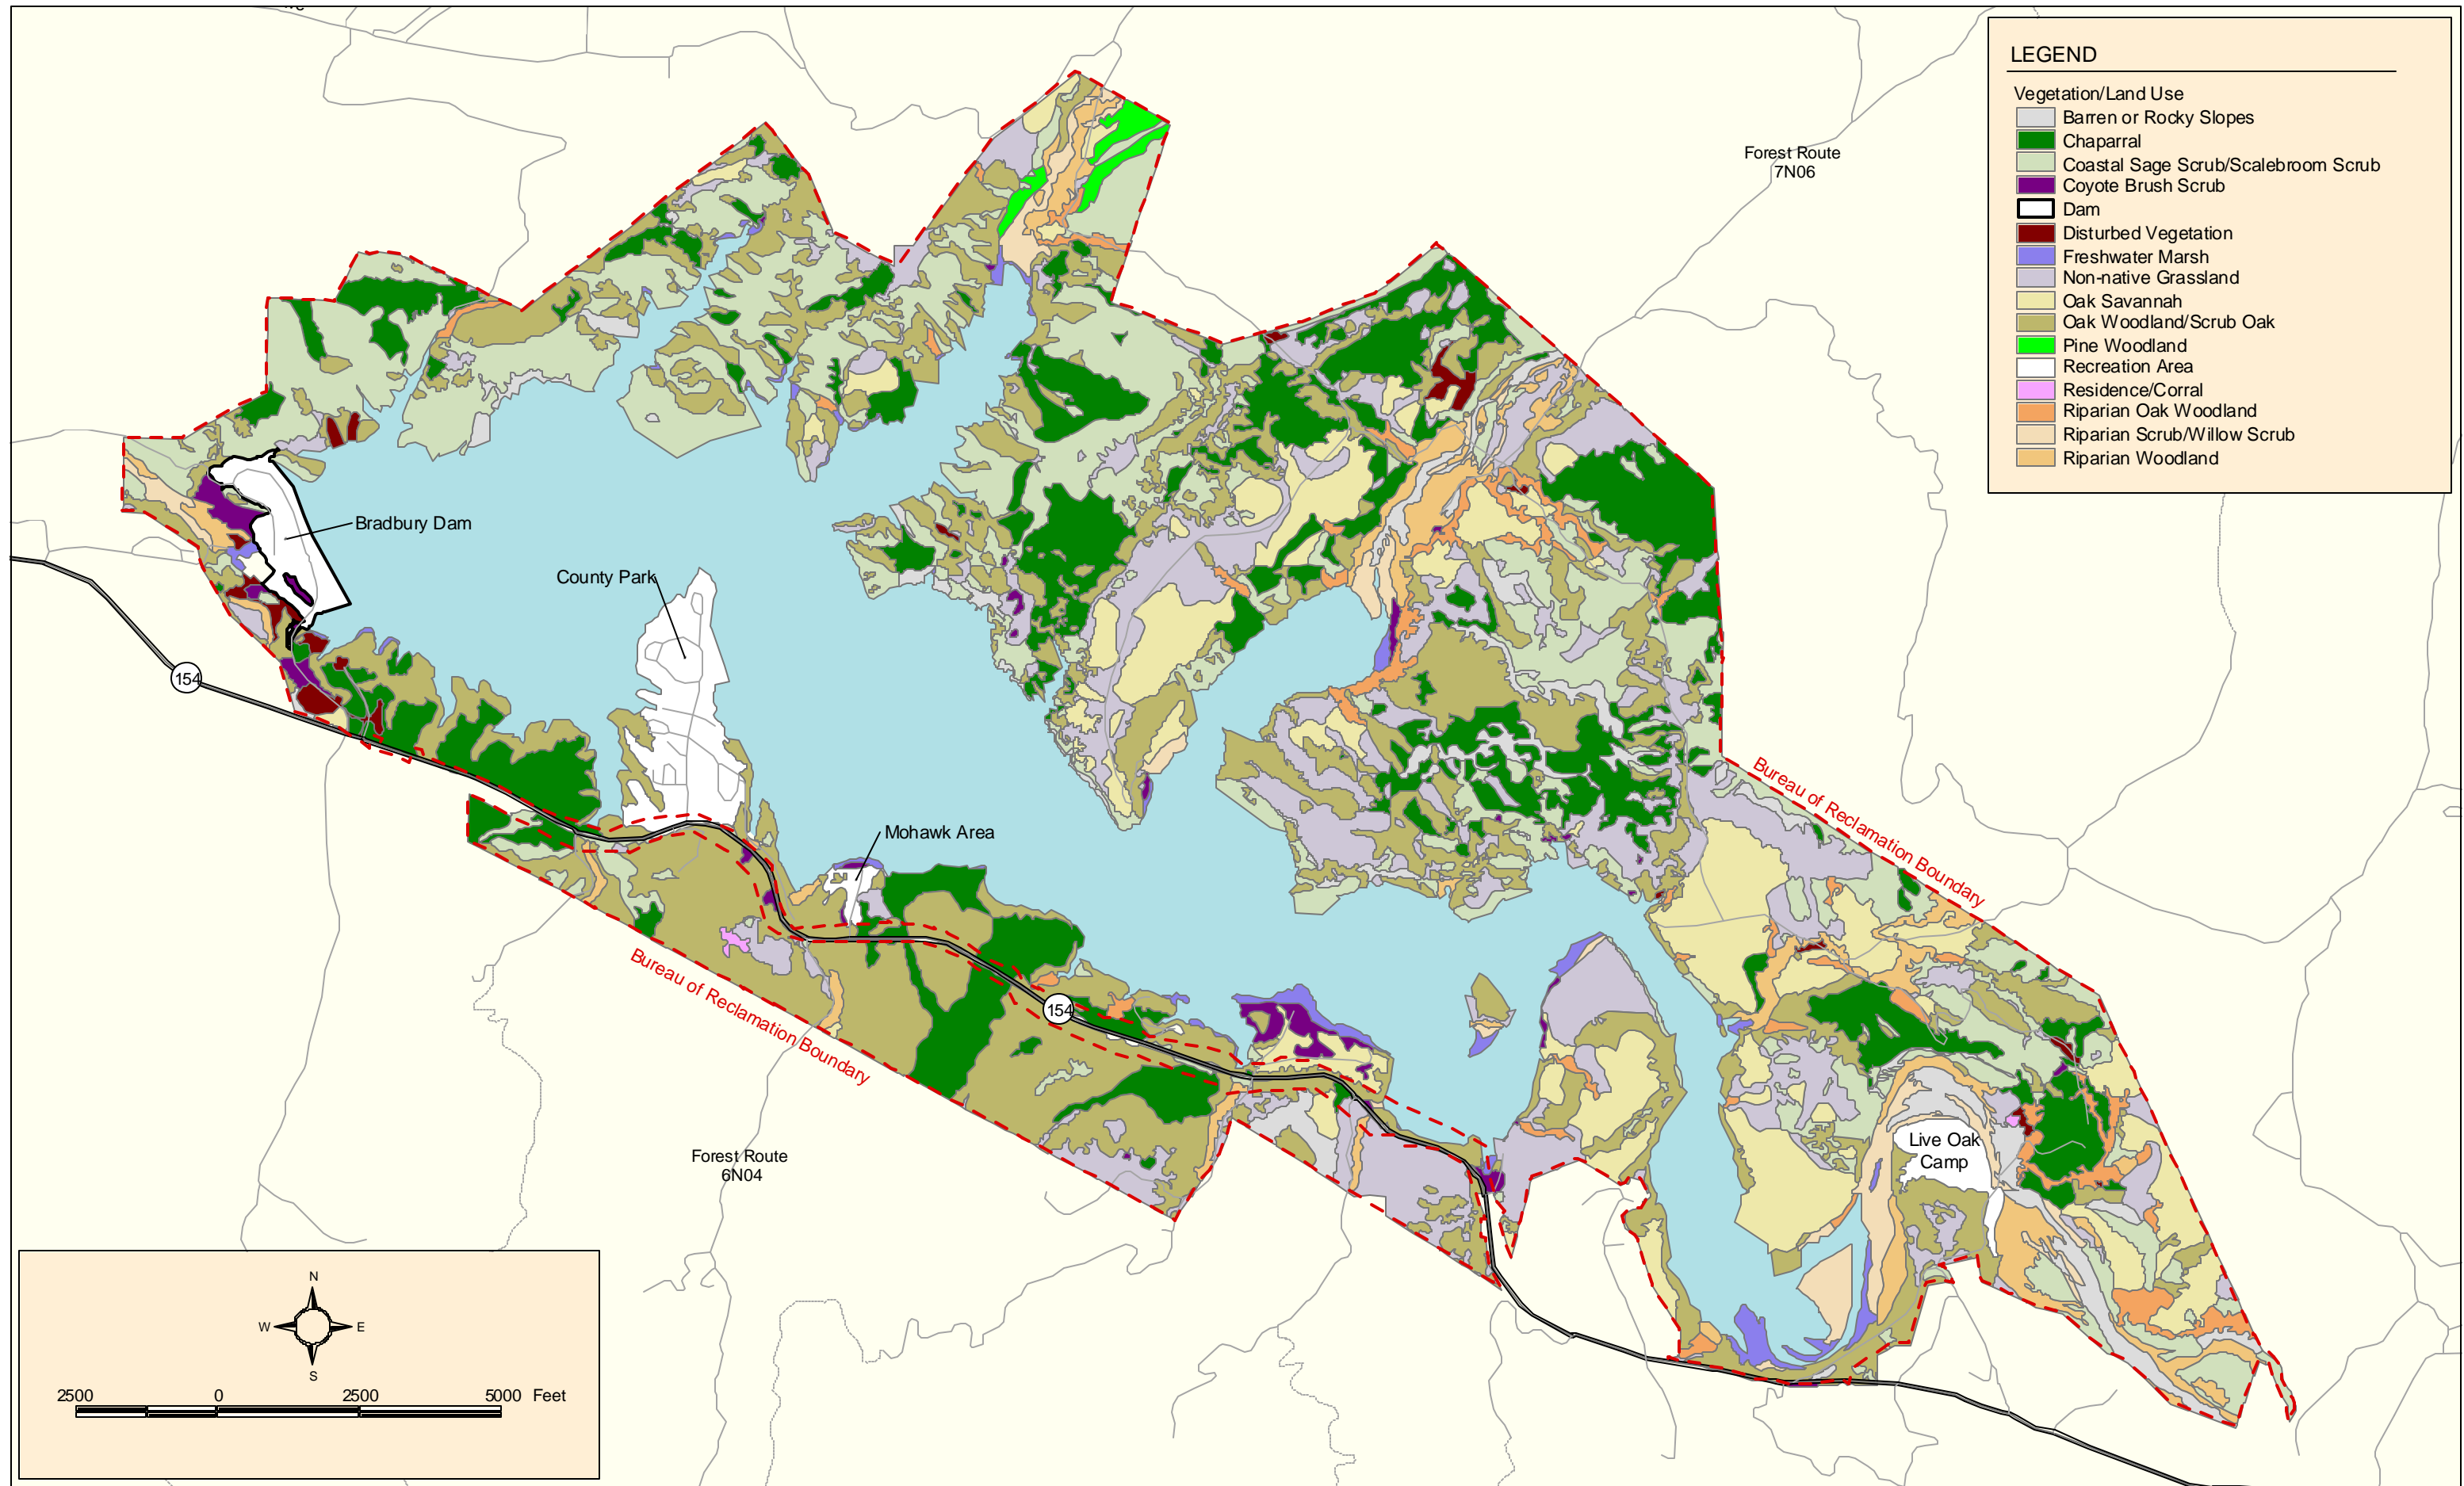 LEGEND
Vegetation/Land Use
Barren or Rocky Slopes
Chaparral
Coastal Sage Scrub/Scalebroom Scrub
Coyote Brush Scrub
Dam
Disturbed Vegetation
Freshwater Marsh
Non-native Grassland
Oak Savannah
Oak Woodland/Scrub Oak
Pine Woodland
Recreation Area
Residence/Corral
Riparian Oak Woodland
Riparian Scrub/Willow Scrub
Riparian Woodland
Forest Route
7N06
Bradbury Dam
County Park
154
Bureau of Reclamation Boundary
Mohawk Area
Bureau of Reclamation Boundary
154
Live Oak
Camp
Forest Route
6N04
N
W E
S
2500 0 2500 5000 Feet